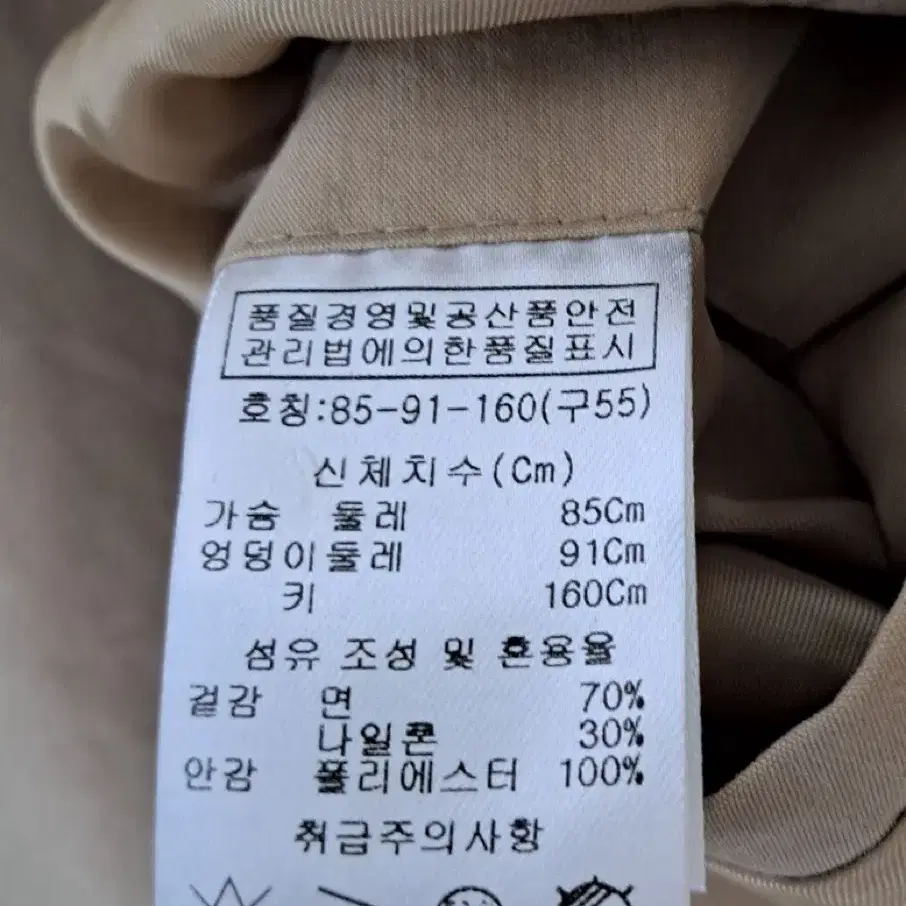 품질경영및공산품안전
관리법에의한품질표시
호칭:85-91-160(구55)
신체치수(Cm)
가슴 둘레 85Cm
엉덩이둘레 91Cm
키 160Cm
섬유 조성 및 혼용율
겉감 면 70%
나일론 30%
안감 폴리에스터 100%
취급주의사항